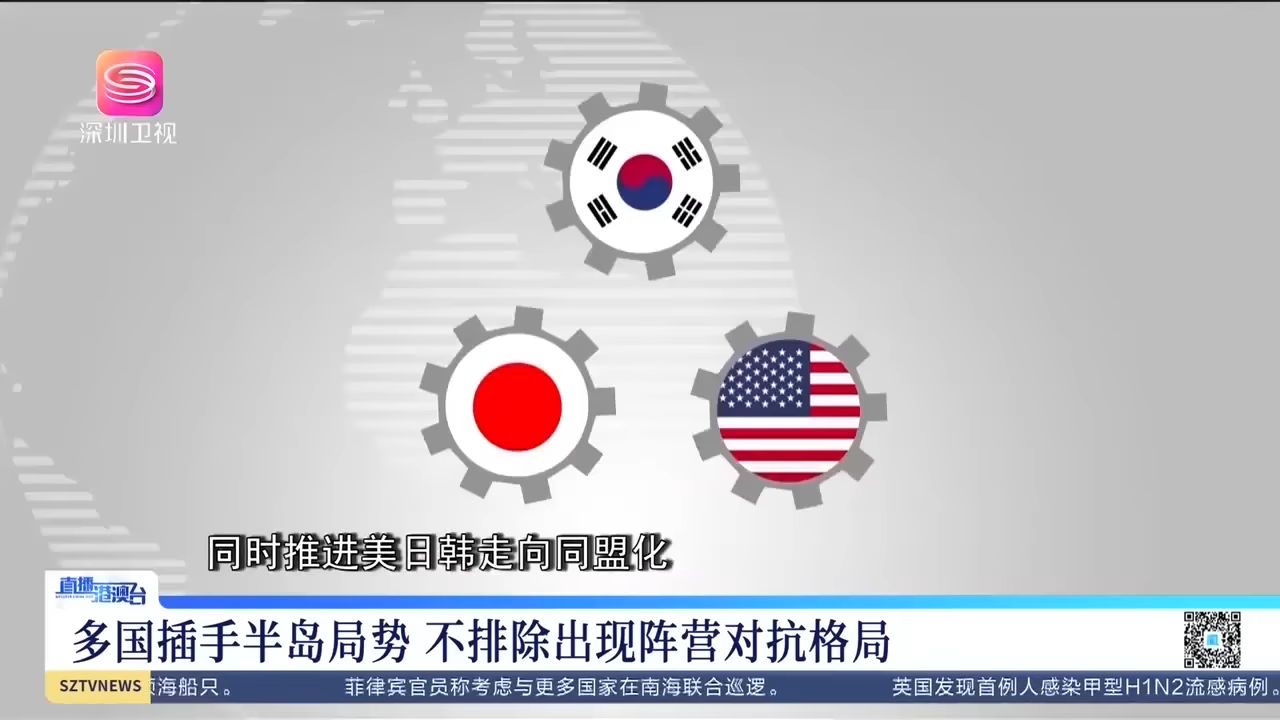 深圳卫视
同时推进美日韩走向同盟化
直播港澳台
多国插手半岛局势 不排除出现阵营对抗格局
SZTVNEWS
海船只。 菲律宾官员称考虑与更多国家在南海联合巡逻。 英国发现首例人感染甲型H1N2流感病例。